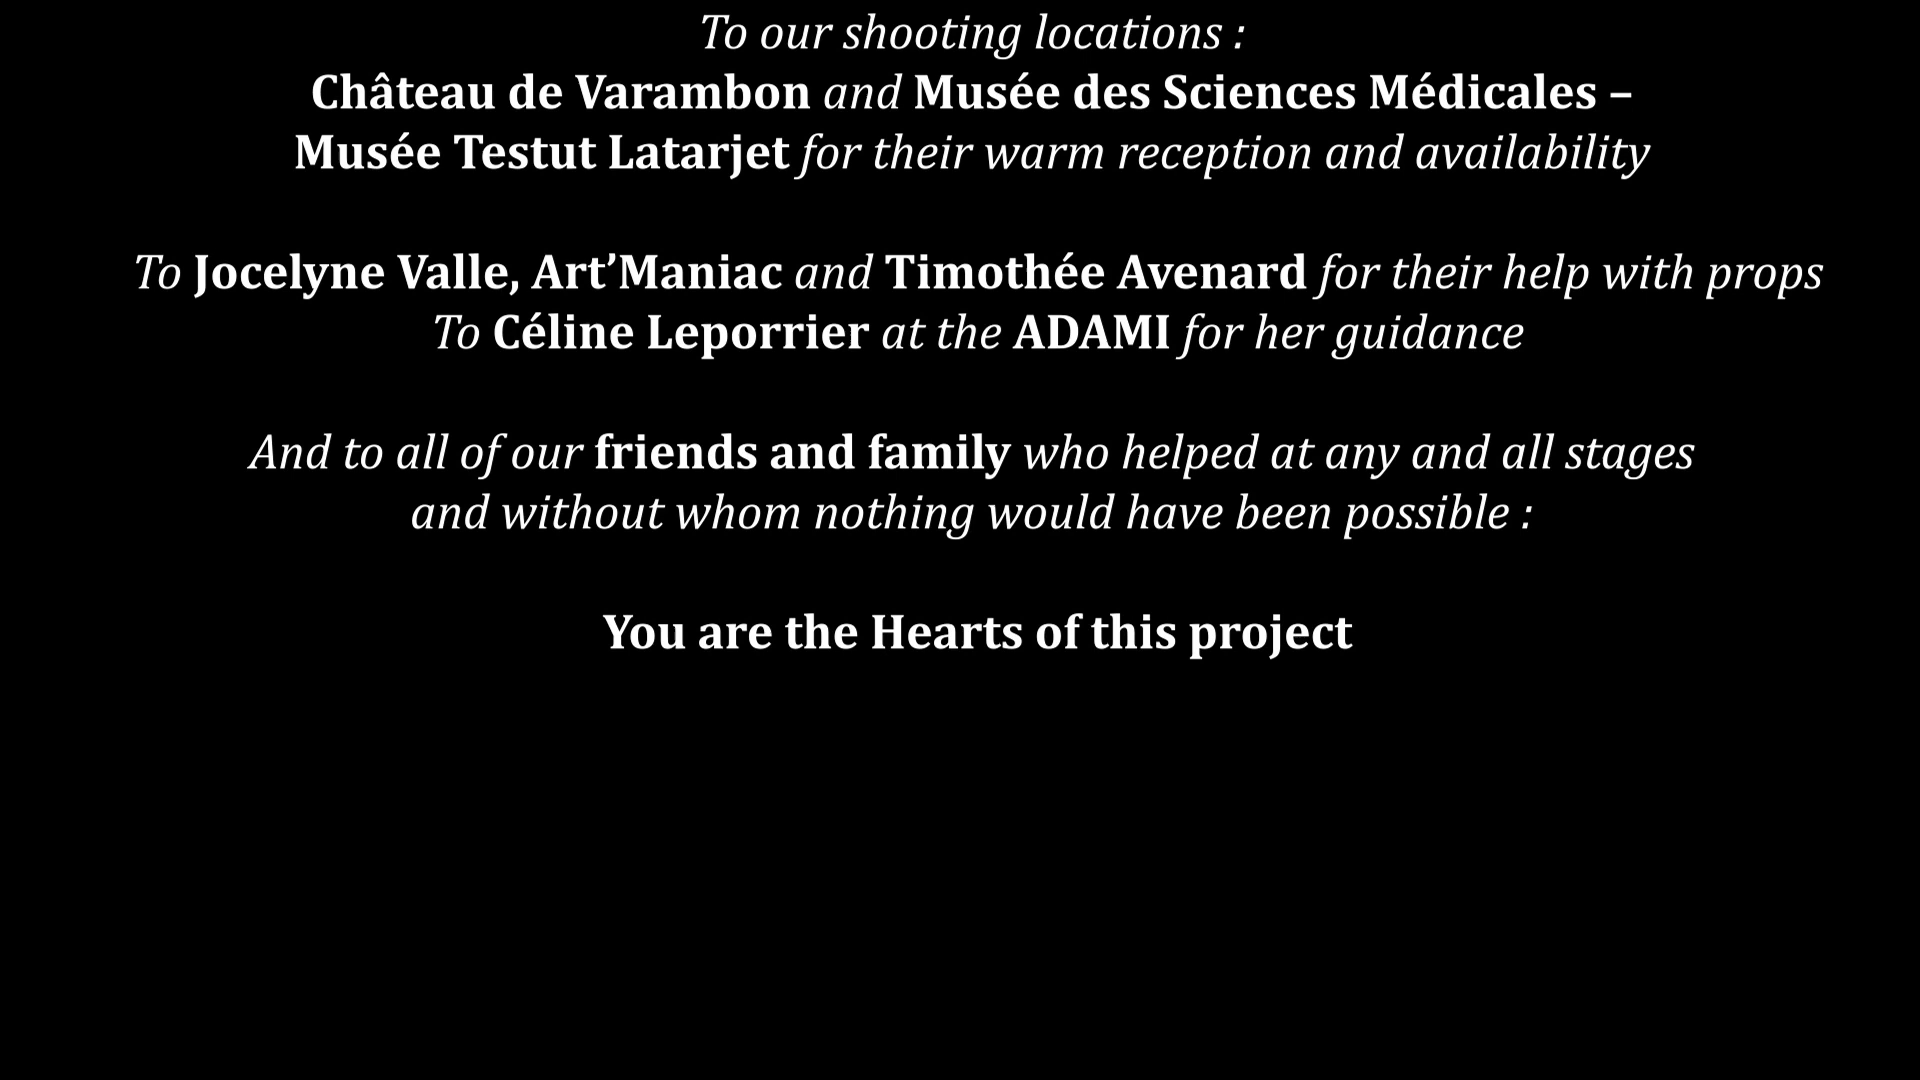 To our shooting locations :
Château de Varambon and Musée des Sciences Médicales –
Musée Testut Latarjet for their warm reception and availability
To Jocelyne Valle, Art’Maniac and Timothée Avenard for their help with props
To Céline Leporrier at the ADAMI for her guidance
And to all of our friends and family who helped at any and all stages
and without whom nothing would have been possible :
You are the Hearts of this project